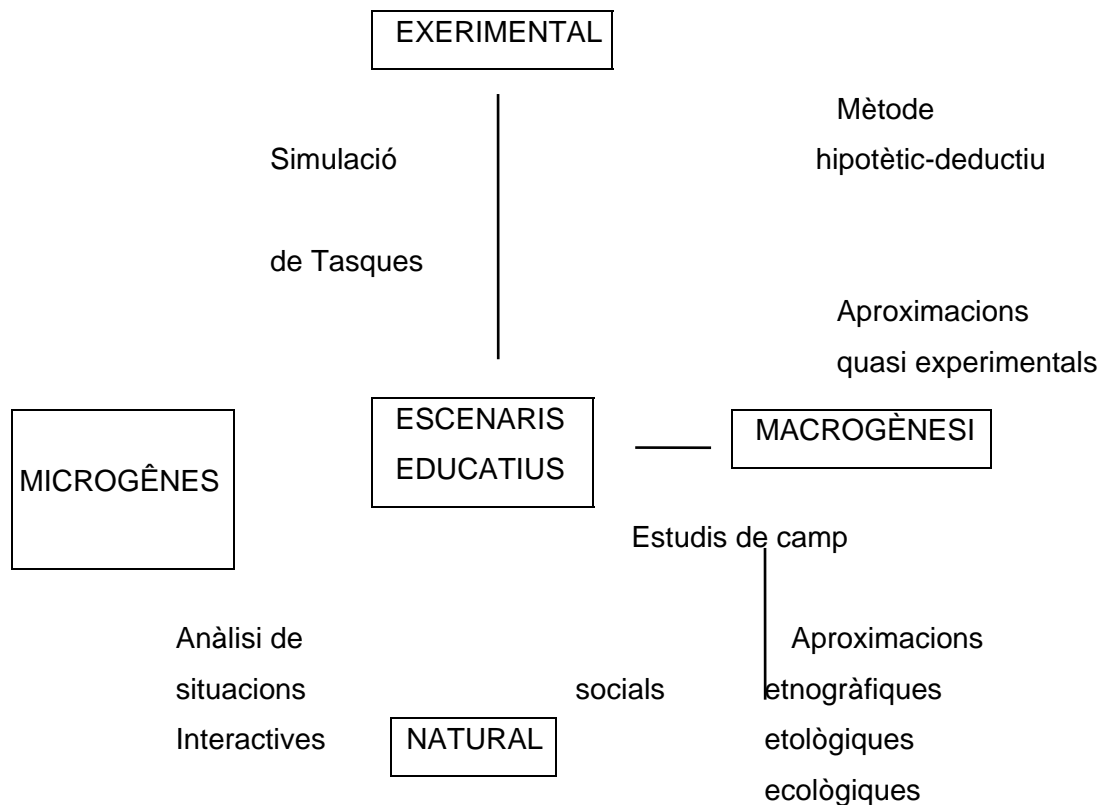 EXERIMENTAL
Mètode
Simulació hipotètic-deductiu
de Tasques
Aproximacions
quasi experimentals
ESCENARIS
EDUCATIUS
MACROGÈNESI
MICROGÊNES
Estudis de camp
Anàlisi de Aproximacions
situacions socials etnogràfiques
Interactives NATURAL etològiques
ecològiques